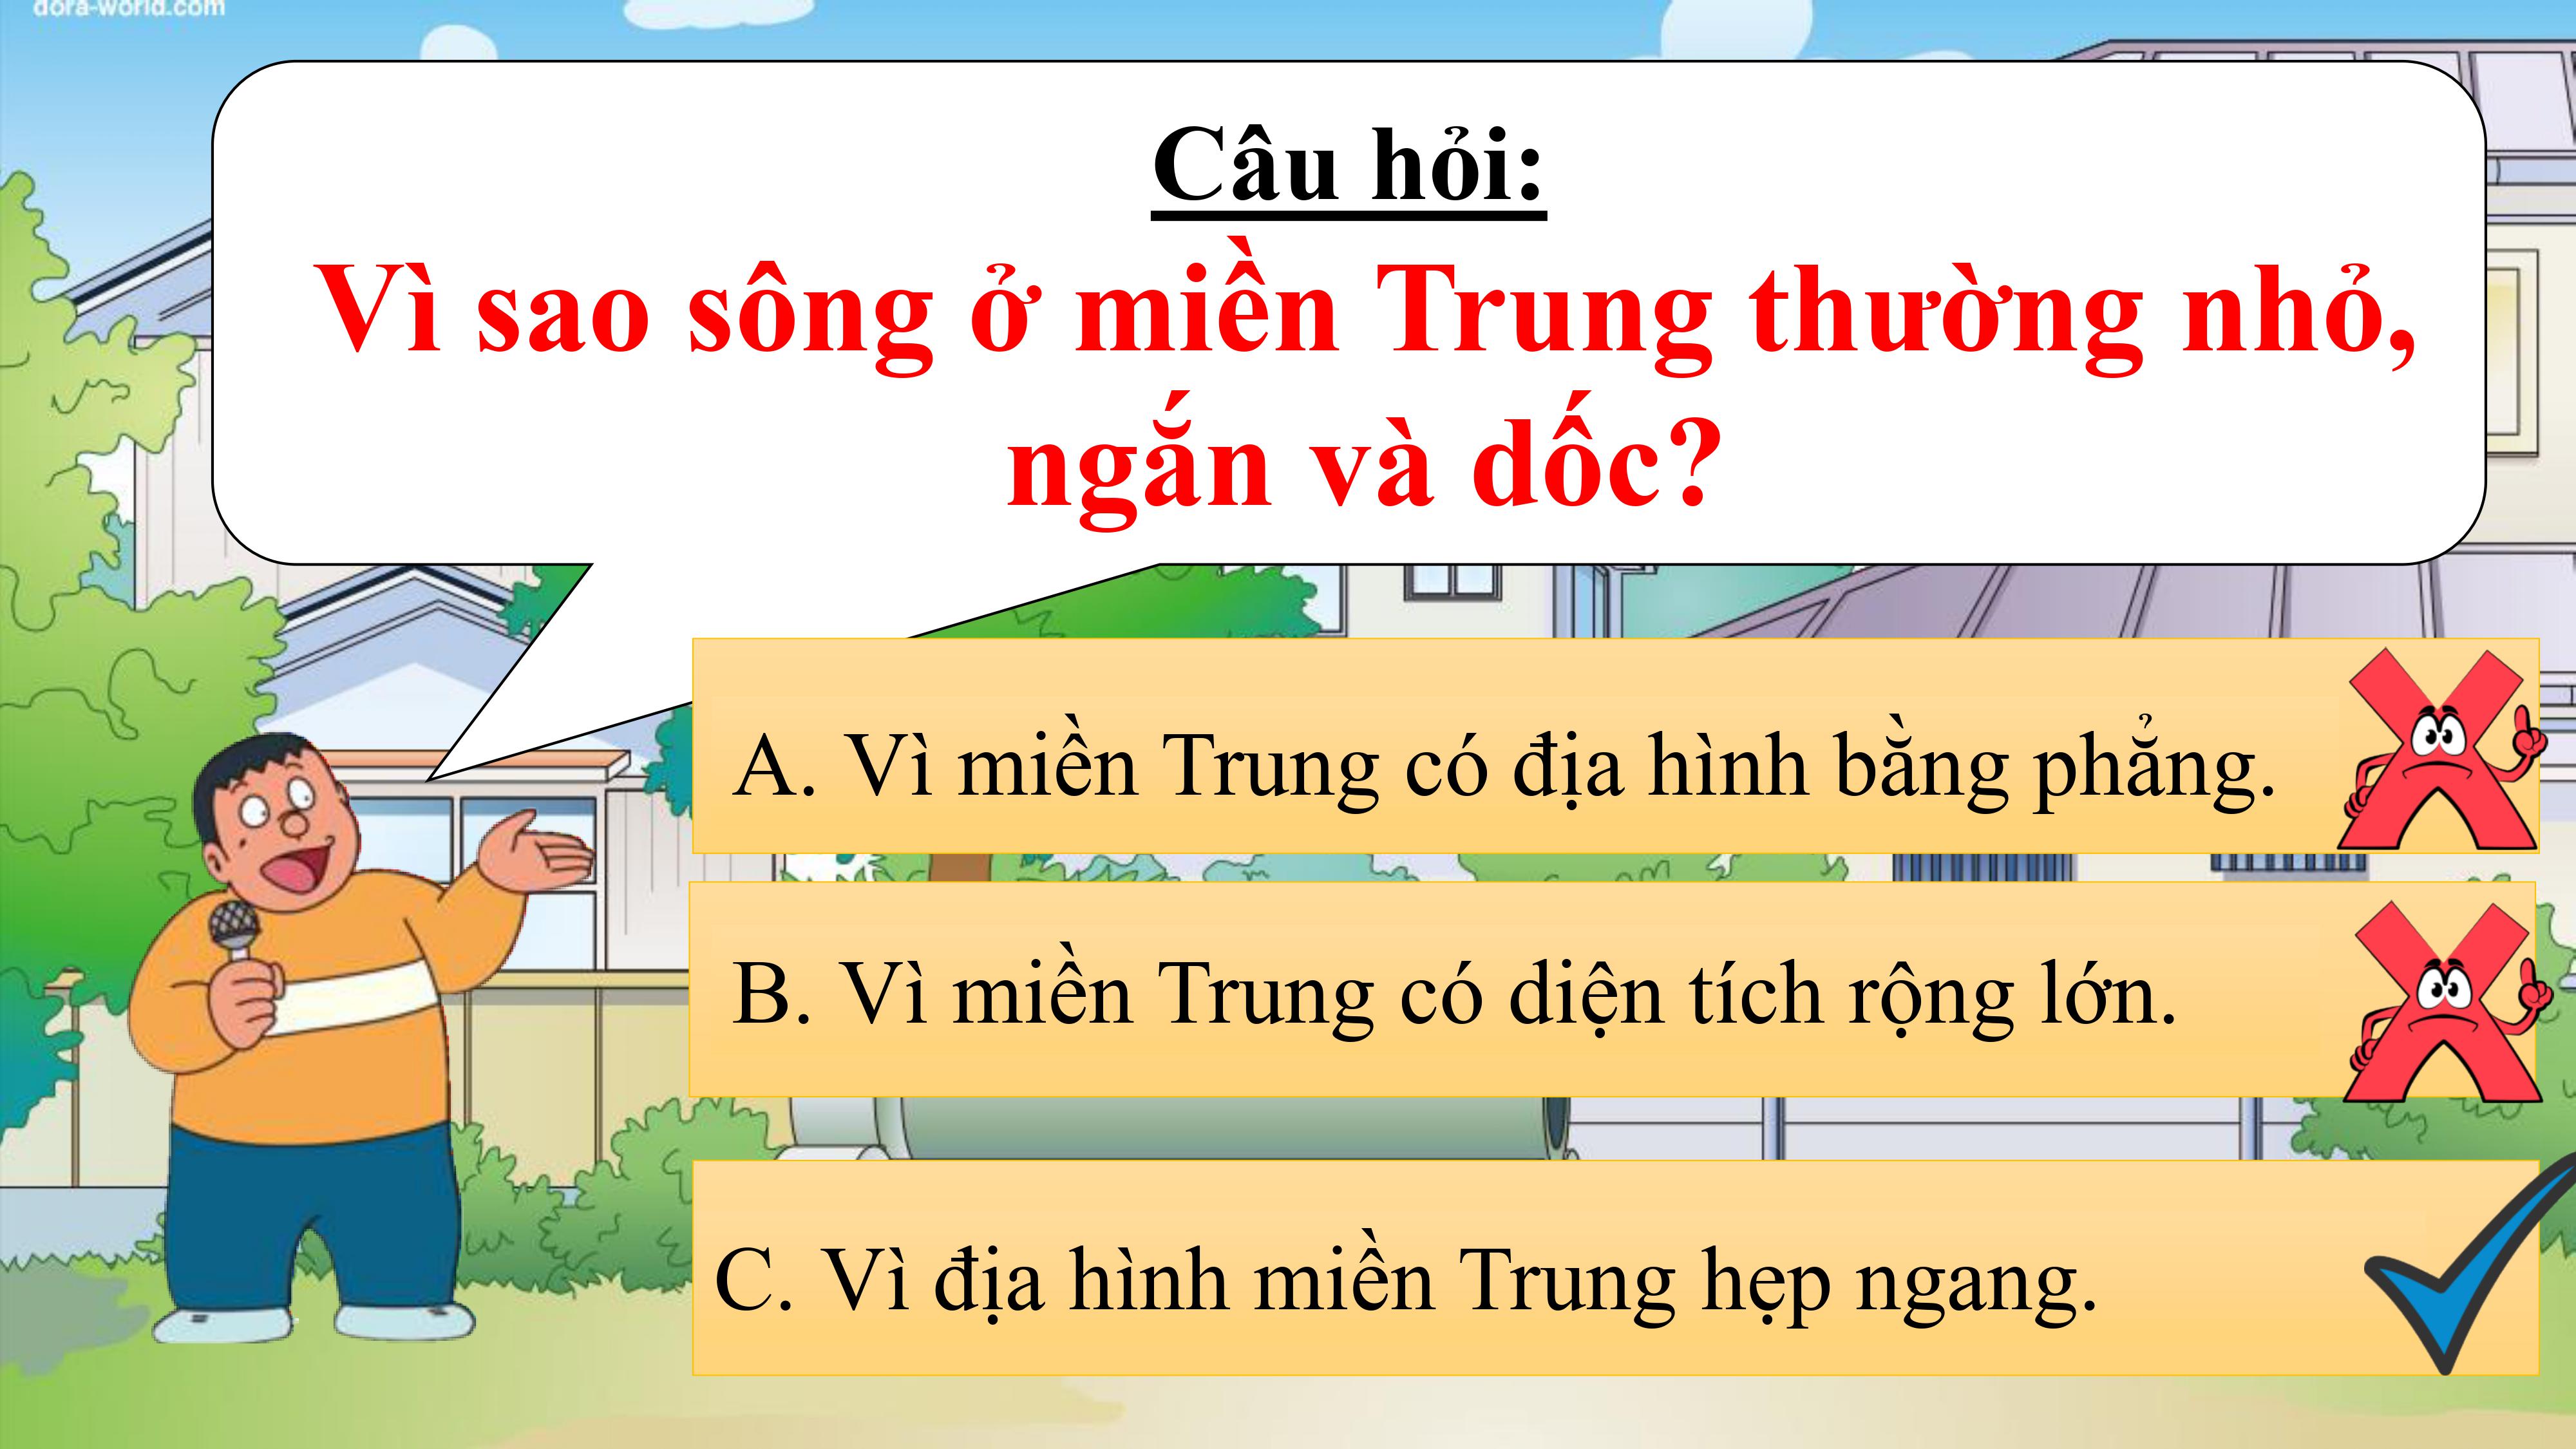 dora-world.com
Câu hỏi:
Vì sao sông ở miền Trung thường nhỏ,
ngắn và dốc?
A. Vì miền Trung có địa hình bằng phẳng.
B. Vì miền Trung có diện tích rộng lớn.
C. Vì địa hình miền Trung hẹp ngang.